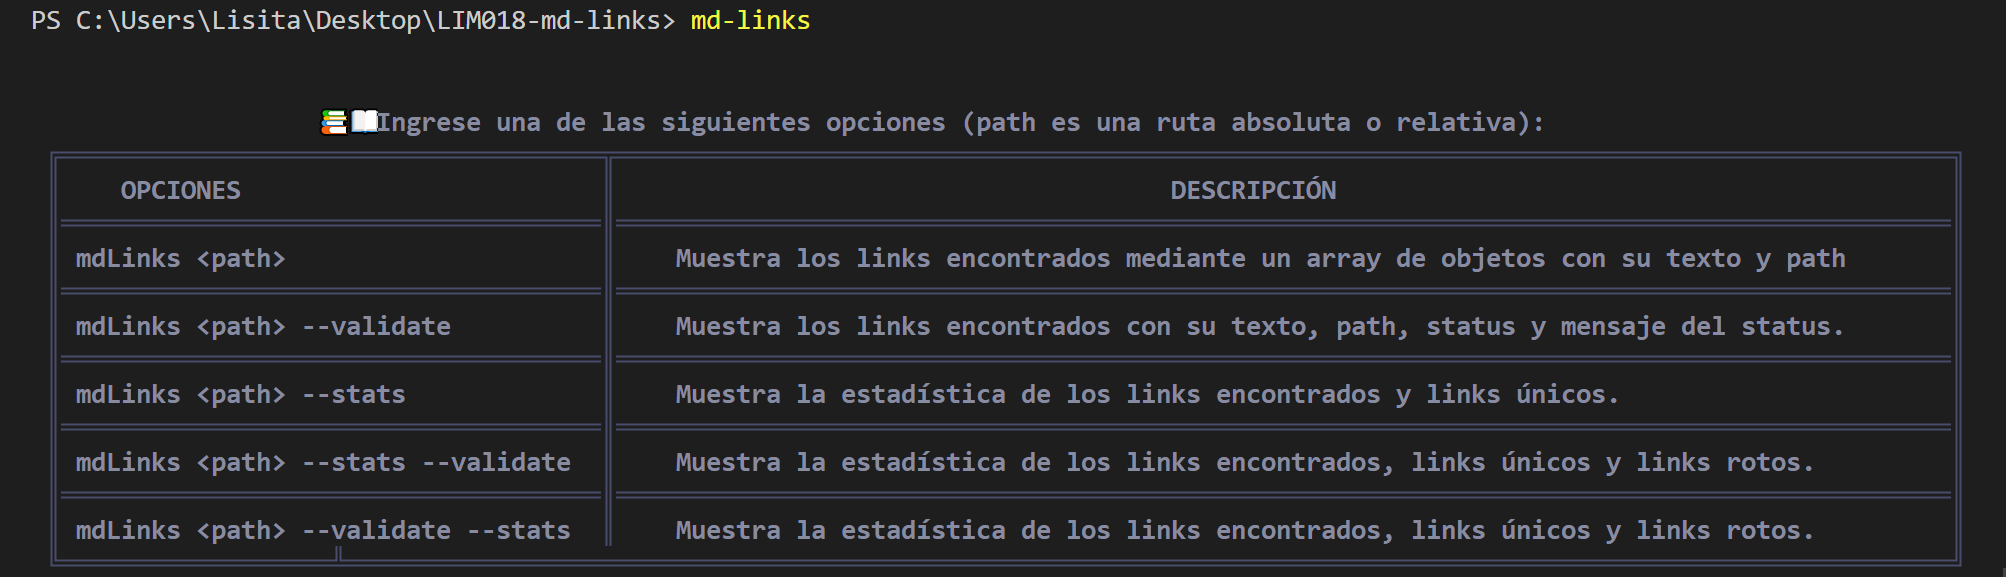 PS C:\Users\Lisita\Desktop\LIM018-md-links> md-links
Ingrese una de las siguientes opciones (path es una ruta absoluta o relativa):
OPCIONES DESCRIPCIÓN
mdLinks <path> Muestra los links encontrados mediante un array de objetos con su texto y path
mdLinks <path> --validate Muestra los links encontrados con su texto, path, status y mensaje del status.
mdLinks <path> --stats Muestra la estadística de los links encontrados y links únicos.
mdLinks <path> --stats --validate Muestra la estadística de los links encontrados, links únicos y links rotos.
mdLinks <path> --validate --stats Muestra la estadística de los links encontrados, links únicos y links rotos.